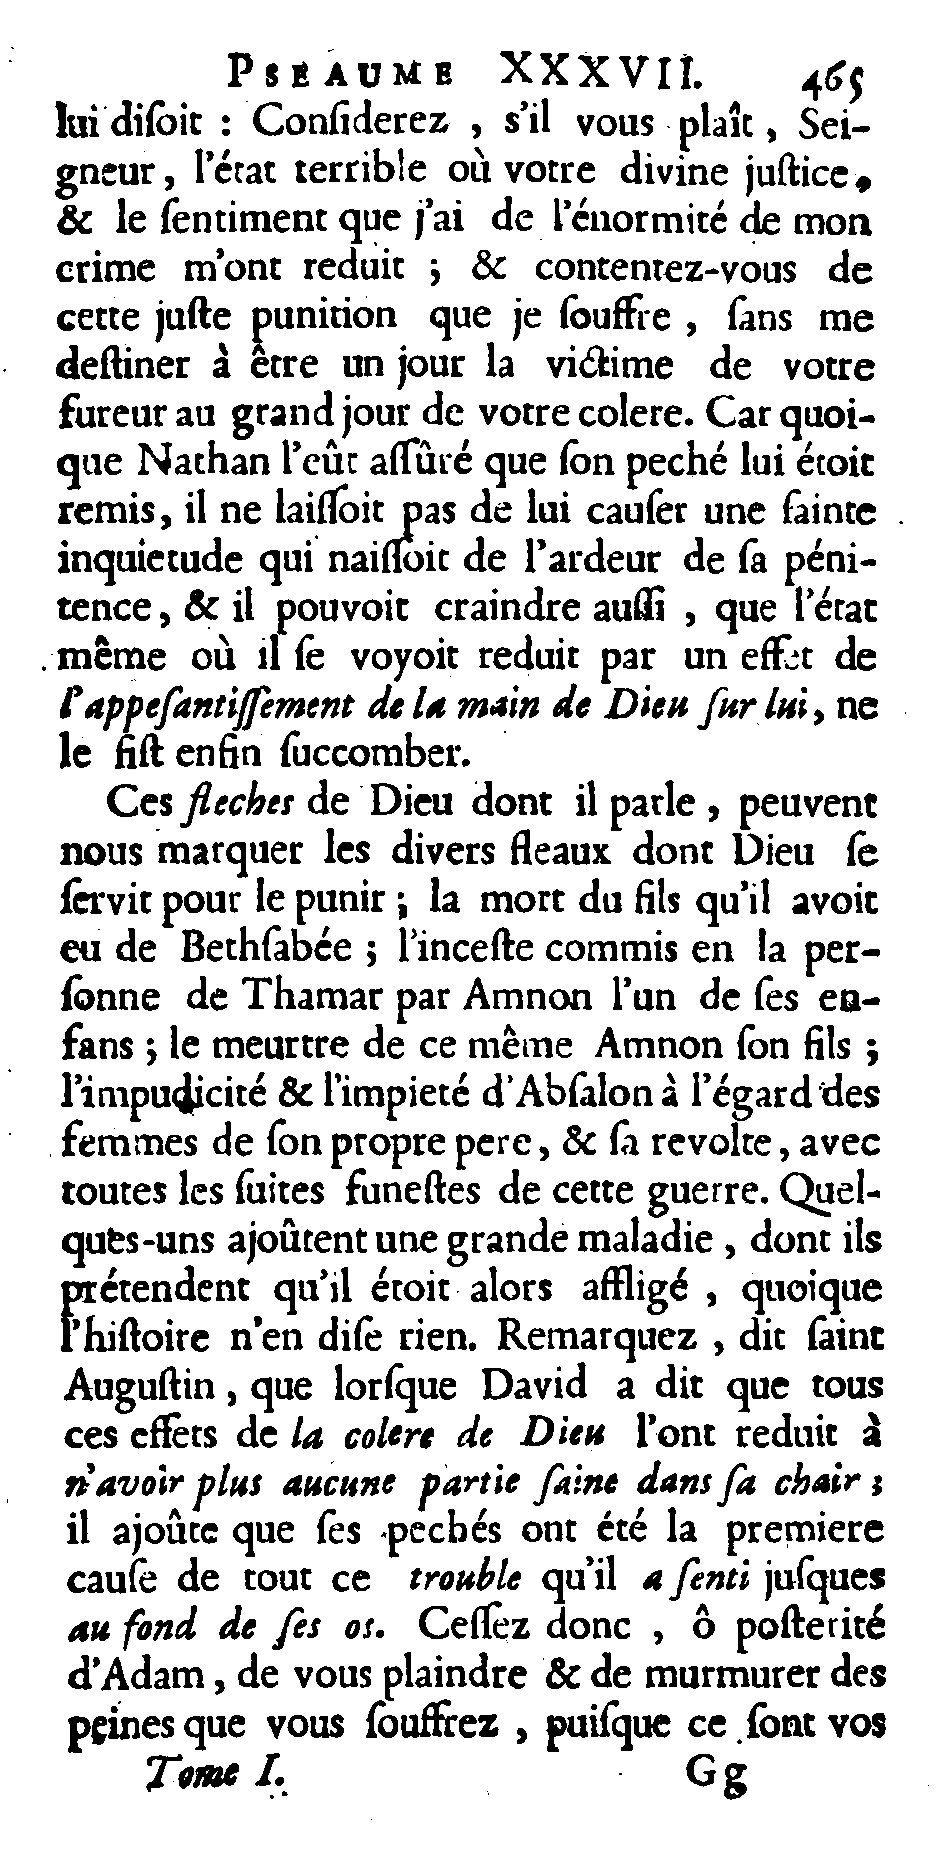 PSEAUME XXXVII. 465
lui diſoit : Conſiderez , s'il vous plaît , Sei-
gneur , l'état terrible où votre divine juſtice ,
& le ſentiment que j'ai de l'énormité de mon
crime m'ont reduit ; & contentez-vous de
cette juſte punition que je ſouffre , ſans me
deſtiner à être un jour la victime de votre
fureur au grand jour de votre colere. Car quoi-
que Nathan l'eût aſſûré que ſon peché lui étoit
remis, il ne laiſſoit pas de lui cauſer une ſainte
inquietude qui naiſſoit de l'ardeur de ſa péni-
tence, & il pouvoit craindre auſſi , que l'état
même où il ſe voyoit reduit par un effet de
l'appeſantiſſement de la main de Dieu ſur lui, ne
le fiſt enfin ſuccomber.
Ces fleches de Dieu dont il parle , peuvent
nous marquer les divers fleaux dont Dieu ſe
ſervit pour le punir ; la mort du fils qu'il avoit
eu de Bethſabée ; l'inceſte commis en la per-
ſonne de Thamar par Amnon l'un de ſes en-
fans ; le meurtre de ce même Amnon ſon fils ;
l'impudicité & l'impieté d'Abſalon à l'égard des
femmes de ſon propre pere, & ſa revolte, avec
toutes les ſuites funeſtes de cette guerre. Quel-
ques-uns ajoûtent une grande maladie , dont ils
prétendent qu'il étoit alors affligé , quoique
l'hiſtoire n'en diſe rien. Remarquez , dit ſaint
Auguſtin , que lorſque David a dit que tous
ces effets de la colere de Dieu l'ont reduit à
n'avoir plus aucune partie ſaine dans ſa chair ;
il ajoûte que ſes pechés ont été la premiere
cauſe de tout ce trouble qu'il a ſenti juſques
au fond de ſes os. Ceſſez donc , ô poſterité
d'Adam , de vous plaindre & de murmurer des
peines que vous ſouffrez , puiſque ce ſont vos
Tome I. Gg